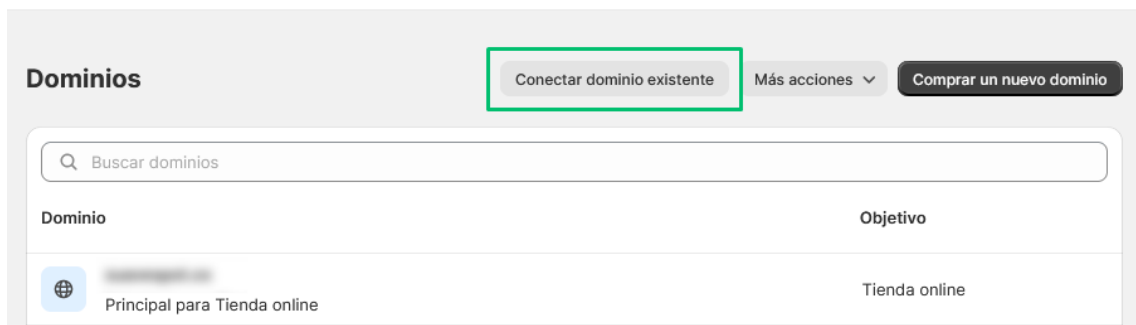 Dominios
Conectar dominio existente
Más acciones
Comprar un nuevo dominio
Buscar dominios
Dominio
Objetivo
Principal para Tienda online
Tienda online